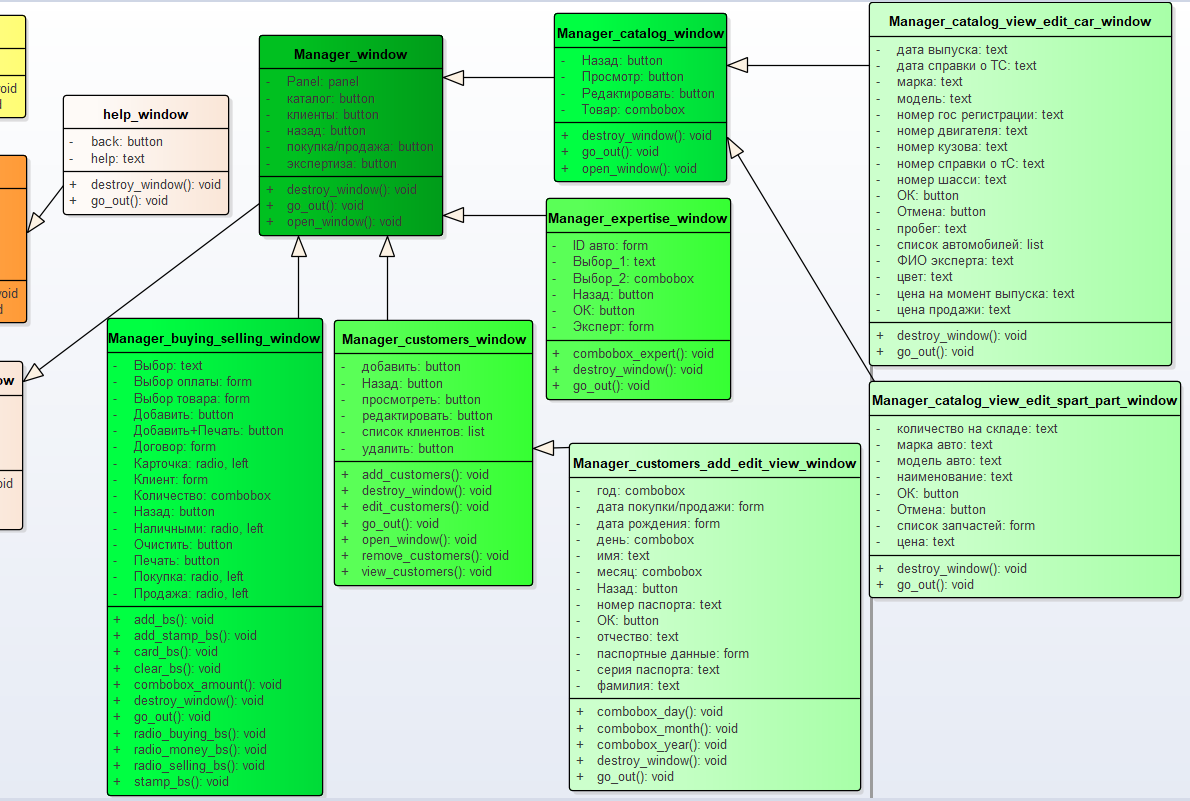 Manager_window
- Panel: panel
- каталог: button
- клиенты: button
- назад: button
- покупка/продажа: button
- экспертиза: button
+ destroy_window(): void
+ go_out(): void
+ open_window(): void
Manager_catalog_window
- Назад: button
- Просмотр: button
- Редактировать: button
- Товар: combobox
+ destroy_window(): void
+ go_out(): void
+ open_window(): void
Manager_catalog_view_edit_car_window
- дата выпуска: text
- дата справки о ТС: text
- марка: text
- модель: text
- номер гос регистрации: text
- номер двигателя: text
- номер кузова: text
- номер справки о тС: text
- номер шасси: text
- ОК: button
- Отмена: button
- пробег: text
- список автомобилей: list
- ФИО эксперта: text
- цвет: text
- цена на момент выпуска: text
- цена продажи: text
+ destroy_window(): void
+ go_out(): void
help_window
- back: button
- help: text
+ destroy_window(): void
+ go_out(): void
Manager_expertise_window
- ID авто: form
- Выбор_1: text
- Выбор_2: combobox
- Назад: button
- ОК: button
- Эксперт: form
+ combobox_expert(): void
+ destroy_window(): void
+ go_out(): void
Manager_buying_selling_window
- Выбор: text
- Выбор оплаты: form
- Выбор товара: form
- Добавить: button
- Добавить+Печать: button
- Договор: form
- Карточка: radio, left
- Клиент: form
- Количество: combobox
- Назад: button
- Наличными: radio, left
- Очистить: button
- Печать: button
- Покупка: radio, left
- Продажа: radio, left
+ add_bs(): void
+ add_stamp_bs(): void
+ card_bs(): void
+ clear_bs(): void
+ combobox_amount(): void
+ destroy_window(): void
+ go_out(): void
+ radio_buying_bs(): void
+ radio_money_bs(): void
+ radio_selling_bs(): void
+ stamp_bs(): void
Manager_customers_window
- добавить: button
- Назад: button
- просмотреть: button
- редактировать: button
- список клиентов: list
- удалить: button
+ add_customers(): void
+ destroy_window(): void
+ edit_customers(): void
+ go_out(): void
+ open_window(): void
+ remove_customers(): void
+ view_customers(): void
Manager_customers_add_edit_view_window
- год: combobox
- дата покупки/продажи: form
- дата рождения: form
- день: combobox
- имя: text
- месяц: combobox
- Назад: button
- номер паспорта: text
- ОК: button
- отчество: text
- паспортные данные: form
- серия паспорта: text
- фамилия: text
+ combobox_day(): void
+ combobox_month(): void
+ combobox_year(): void
+ destroy_window(): void
+ go_out(): void
Manager_catalog_view_edit_spart_part_window
- количество на складе: text
- марка авто: text
- модель авто: text
- наименование: text
- ОК: button
- Отмена: button
- список запчастей: form
- цена: text
+ destroy_window(): void
+ go_out(): void